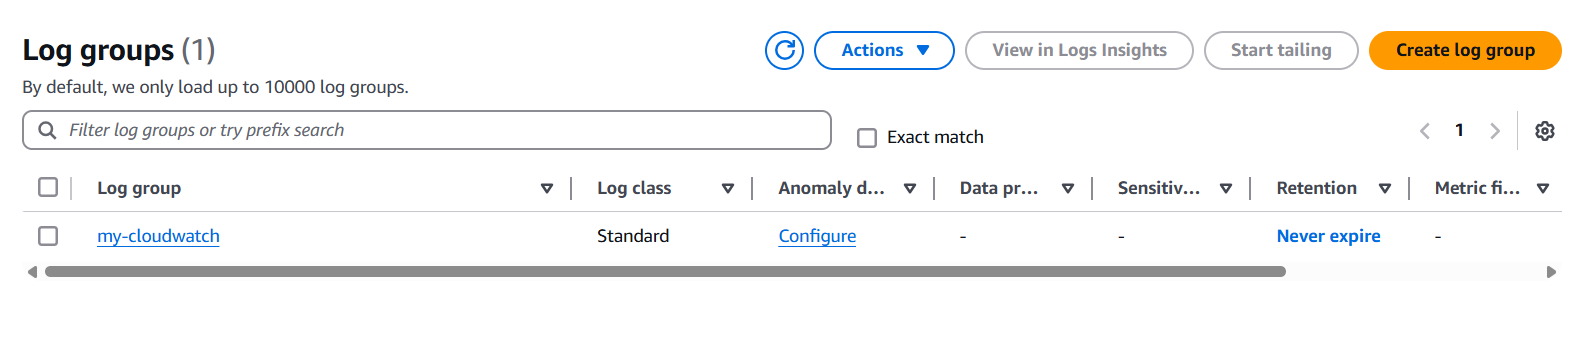 Log groups (1)
Actions
View in Logs Insights
Start tailing
Create log group
By default, we only load up to 10000 log groups.
Filter log groups or try prefix search
Exact match
1
Log group Log class Anomaly d... Data pr... Sensitiv... Retention Metric fi...
my-cloudwatch Standard Configure - - Never expire -